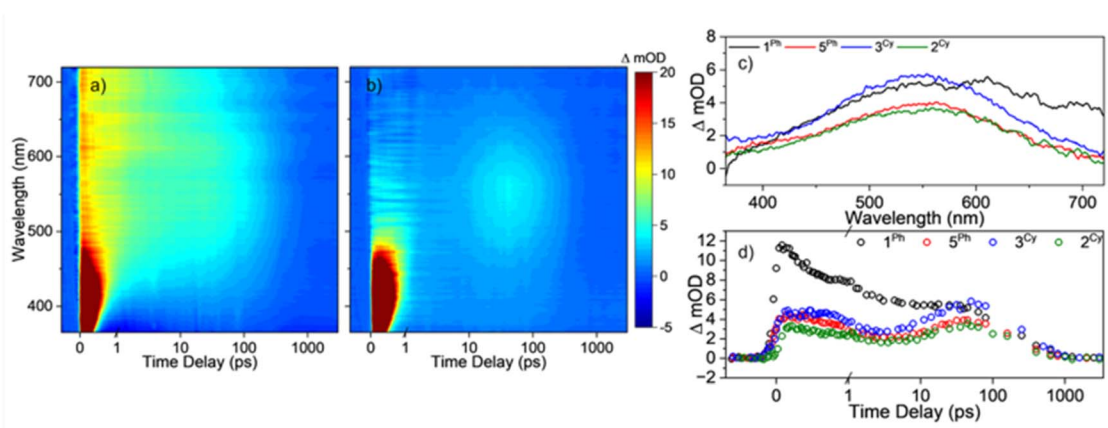 a)
700
600
500
400
Wavelength (nm)
0 1 10 100 1000
Time Delay (ps)
b)
0 1 10 100 1000
Time Delay (ps)
Δ mOD
20
15
10
5
0
-5
c)
1Ph 5Ph 3Cy 2Cy
8
6
4
2
0
Δ mOD
400 500 600 700
Wavelength (nm)
d)
1Ph 5Ph 3Cy 2Cy
12
10
8
6
4
2
0
−2
Δ mOD
0 1 10 100 1000
Time Delay (ps)